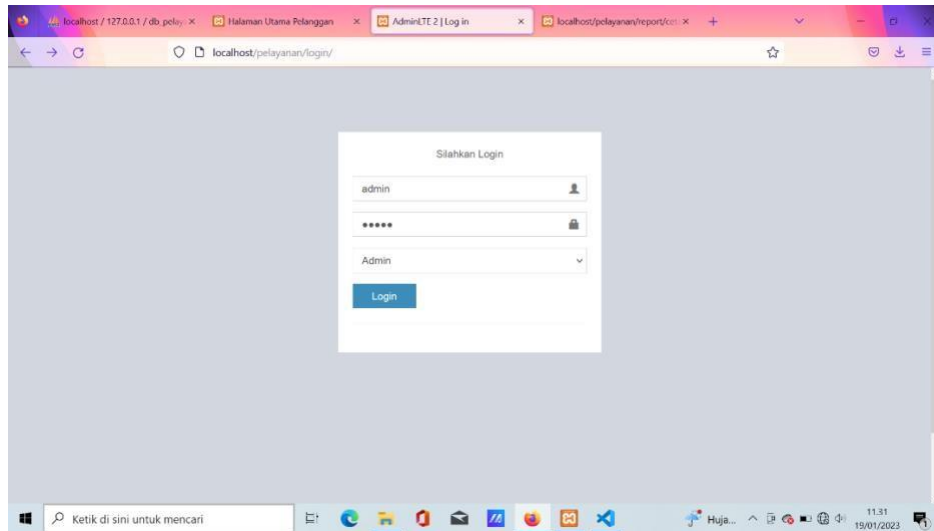 localhost / 127.0.0.1 / db_pelay
Halaman Utama Pelanggan
AdminLTE 2 | Log in
localhost/pelayanan/report/cet
localhost/pelayanan/login/
Silahkan Login
admin
•••••
Admin
Login
Ketik di sini untuk mencari
Huja...
11.31
19/01/2023